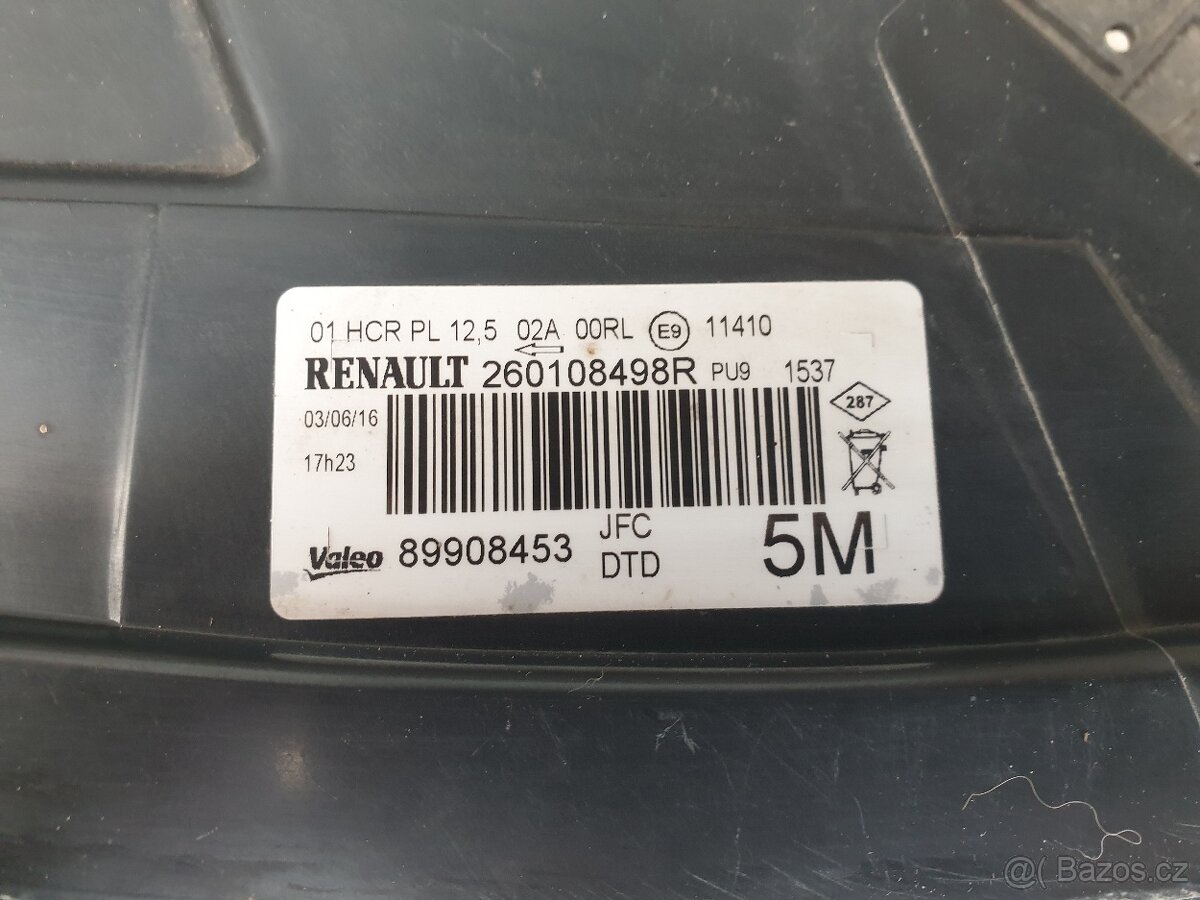 01 HCR PL 12,5 02A 00RL E9 11410
RENAULT 260108498R PU9 1537
287
03/06/16
17h23
Valeo 89908453 JFC
DTD
5M
@( Bazos.cz